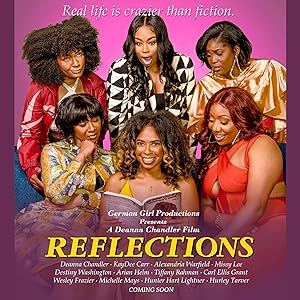 Real life is crazier than fiction.
German Girl Productions
Presents
A Deanna Chandler Film
REFLECTIONS
Deanna Chandler • KayDee Carr • Alexandria Warfield • Missy Lee
Destiny Washington • Arian Helm • Tiffany Rahman • Carl Ellis Grant
Wesley Frazier • Michelle Mays • Hunter Hart Lightner • Hurley Tarver
COMING SOON